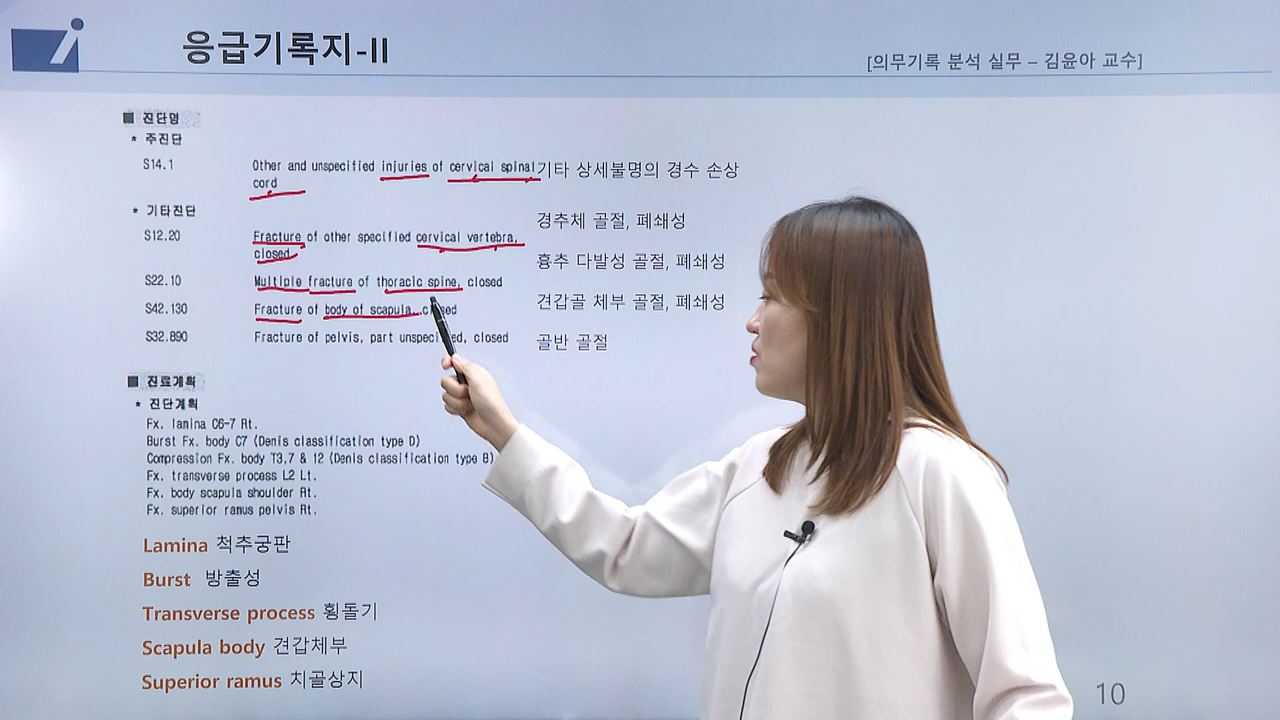 응급기록지-II
[의무기록 분석 실무 – 김윤아 교수]
■ 진단명
* 주진단
S14.1 Other and unspecified injuries of cervical spinal 기타 상세불명의 경수 손상
cord
* 기타진단
경추체 골절, 폐쇄성
S12.20 Fracture of other specified cervical vertebra,
closed
흉추 다발성 골절, 폐쇄성
S22.10 Multiple fracture of thoracic spine, closed
견갑골 체부 골절, 폐쇄성
S42.130 Fracture of body of scapula,
S32.890 Fracture of pelvis, part closed
골반 골절
■ 진료계획
* 진단계획
Fx. lamina C6-7 Rt.
Burst Fx. body C7 (Denis classification type D)
Compression Fx. body T3,7 & 12 (Denis classification type B)
Fx. transverse process L2 Lt.
Fx. body scapula shoulder Rt.
Fx. superior ramus pelvis Rt.
Lamina 척추궁판
Burst 방출성
Transverse process 횡돌기
Scapula body 견갑체부
Superior ramus 치골상지
10